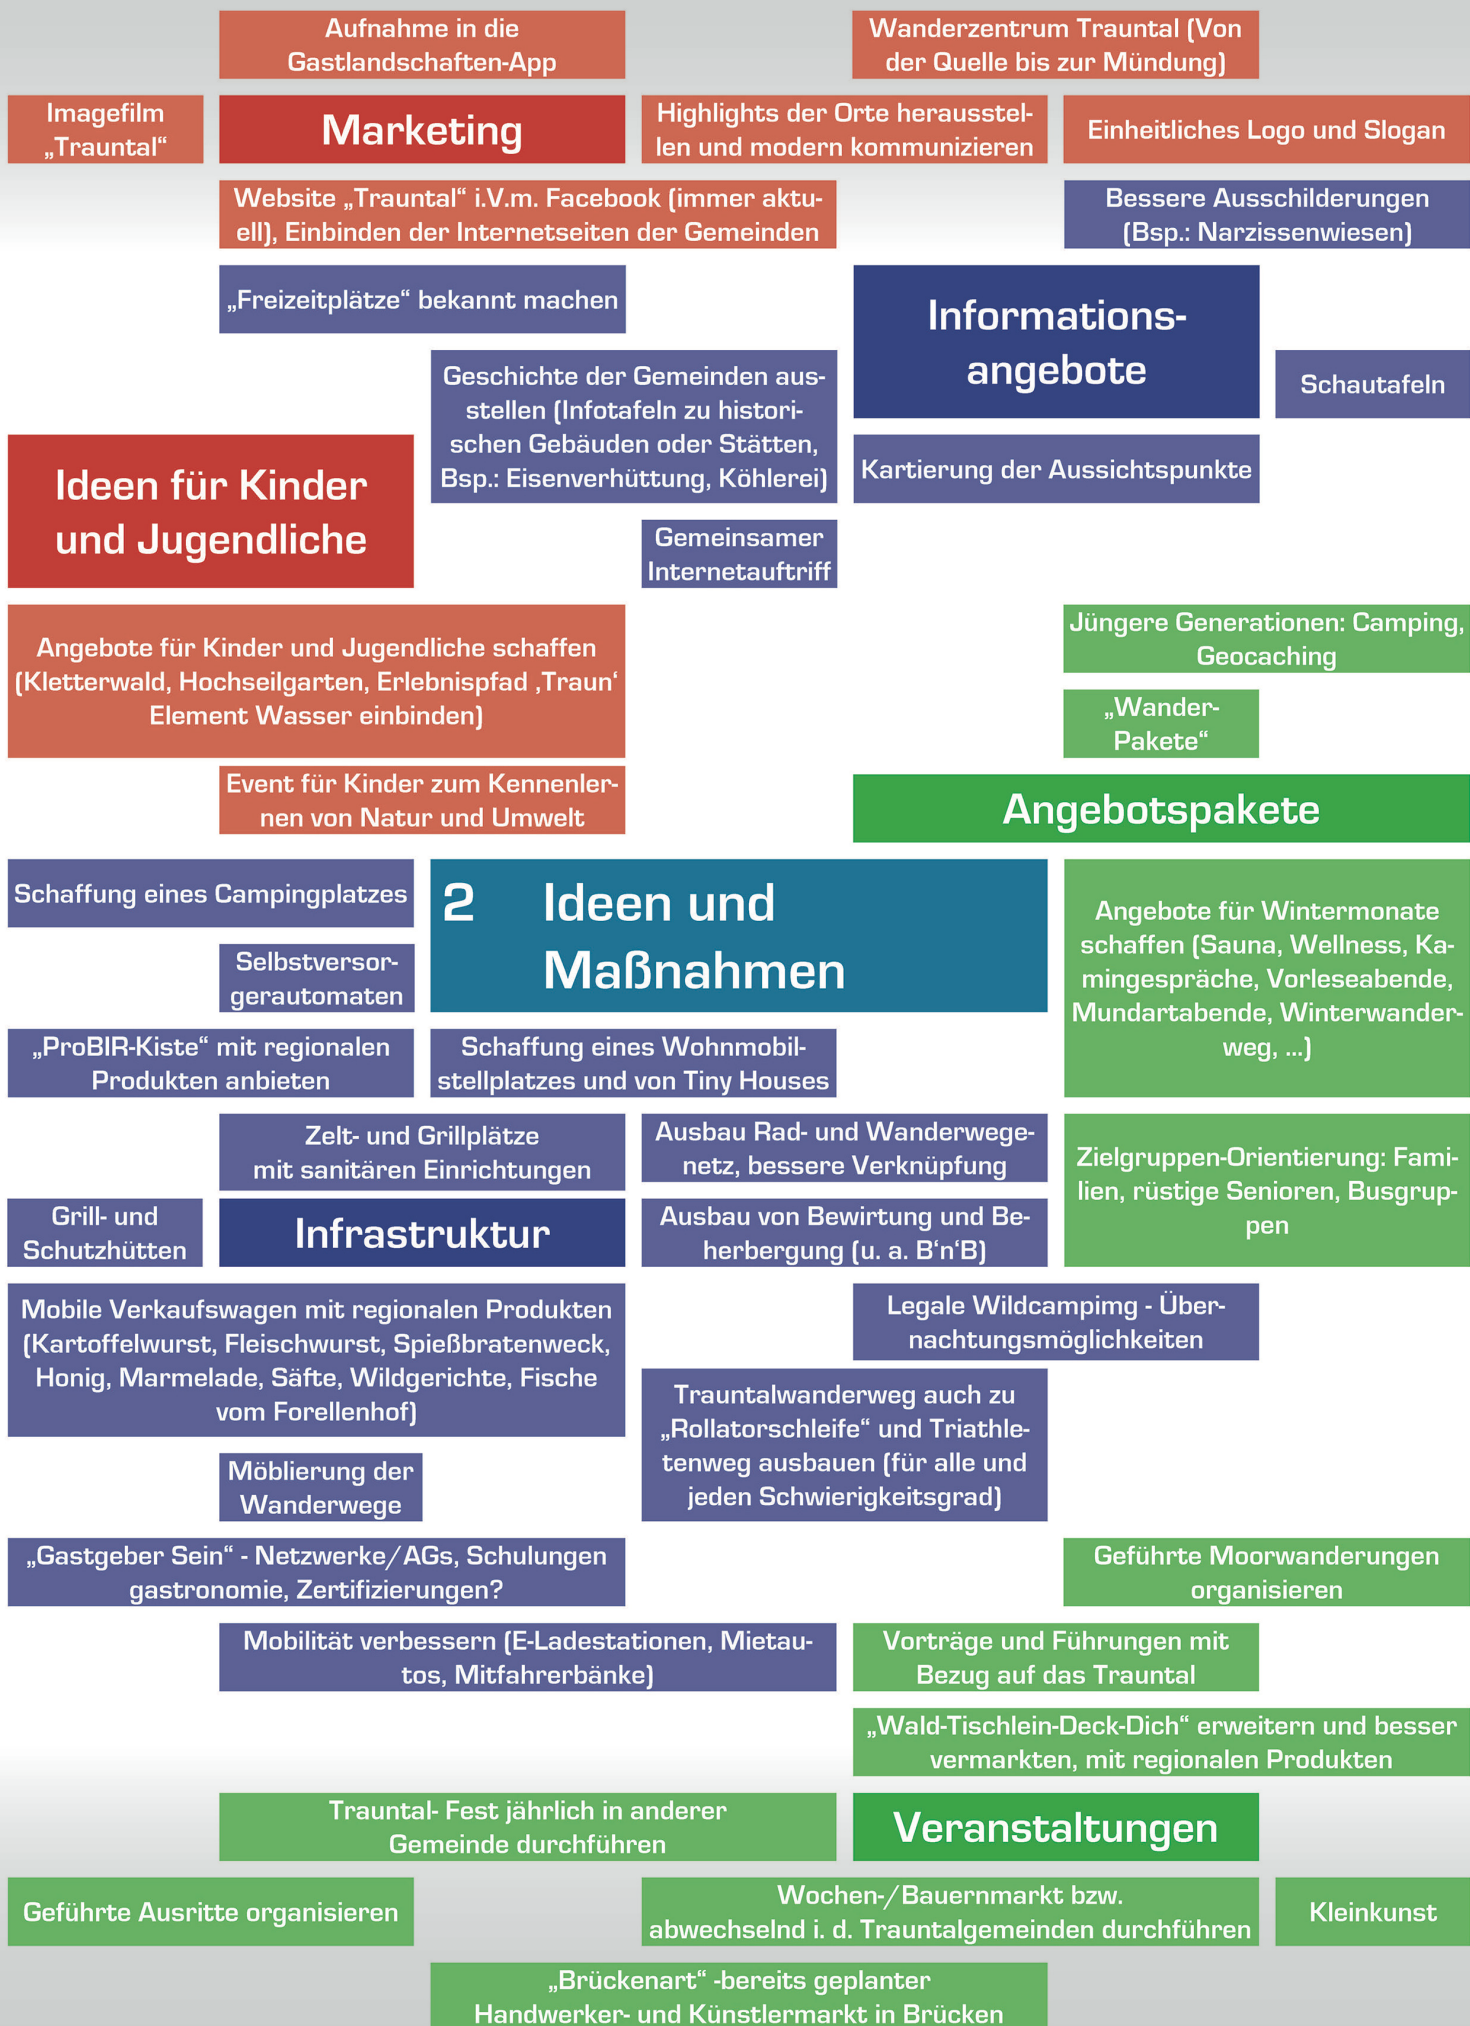 Aufnahme in die
Gastlandschaften-App
Wanderzentrum Trauntal (Von
der Quelle bis zur Mündung)
Imagefilm
„Trauntal“
Marketing
Highlights der Orte herausstel-
len und modern kommunizieren
Einheitliches Logo und Slogan
Website „Trauntal“ i.V.m. Facebook (immer aktu-
ell), Einbinden der Internetseiten der Gemeinden
Bessere Ausschilderungen
(Bsp.: Narzissenwiesen)
„Freizeitplätze“ bekannt machen
Informations-
angebote
Geschichte der Gemeinden aus-
stellen (Infotafeln zu histori-
schen Gebäuden oder Stätten,
Bsp.: Eisenverhüttung, Köhlerei)
Schautafeln
Ideen für Kinder
und Jugendliche
Kartierung der Aussichtspunkte
Gemeinsamer
Internetauftriff
Angebote für Kinder und Jugendliche schaffen
(Kletterwald, Hochseilgarten, Erlebnispfad ‚Traun‘
Element Wasser einbinden)
Jüngere Generationen: Camping,
Geocaching
„Wander-
Pakete“
Event für Kinder zum Kennenler-
nen von Natur und Umwelt
Angebotspakete
Schaffung eines Campingplatzes
2 Ideen und
Maßnahmen
Angebote für Wintermonate
schaffen (Sauna, Wellness, Ka-
mingespräche, Vorleseabende,
Mundartabende, Winterwander-
weg, ...)
Selbstversor-
gerautomaten
„ProBIR-Kiste“ mit regionalen
Produkten anbieten
Schaffung eines Wohnmobil-
stellplatzes und von Tiny Houses
Zelt- und Grillplätze
mit sanitären Einrichtungen
Ausbau Rad- und Wanderwege-
netz, bessere Verknüpfung
Zielgruppen-Orientierung: Fami-
lien, rüstige Senioren, Busgrup-
pen
Grill- und
Schutzhütten
Infrastruktur
Ausbau von Bewirtung und Be-
herbergung (u. a. B‘n‘B)
Mobile Verkaufswagen mit regionalen Produkten
(Kartoffelwurst, Fleischwurst, Spießbratenweck,
Honig, Marmelade, Säfte, Wildgerichte, Fische
vom Forellenhof)
Legale Wildcampimg - Über-
nachtungsmöglichkeiten
Trauntalwanderweg auch zu
„Rollatorschleife“ und Triathle-
tenweg ausbauen (für alle und
jeden Schwierigkeitsgrad)
Möblierung der
Wanderwege
„Gastgeber Sein“ - Netzwerke/AGs, Schulungen
gastronomie, Zertifizierungen?
Geführte Moorwanderungen
organisieren
Mobilität verbessern (E-Ladestationen, Mietau-
tos, Mitfahrerbänke)
Vorträge und Führungen mit
Bezug auf das Trauntal
„Wald-Tischlein-Deck-Dich“ erweitern und besser
vermarkten, mit regionalen Produkten
Trauntal- Fest jährlich in anderer
Gemeinde durchführen
Veranstaltungen
Geführte Ausritte organisieren
Wochen-/Bauernmarkt bzw.
abwechselnd i. d. Trauntalgemeinden durchführen
Kleinkunst
„Brückenart“ -bereits geplanter
Handwerker- und Künstlermarkt in Brücken